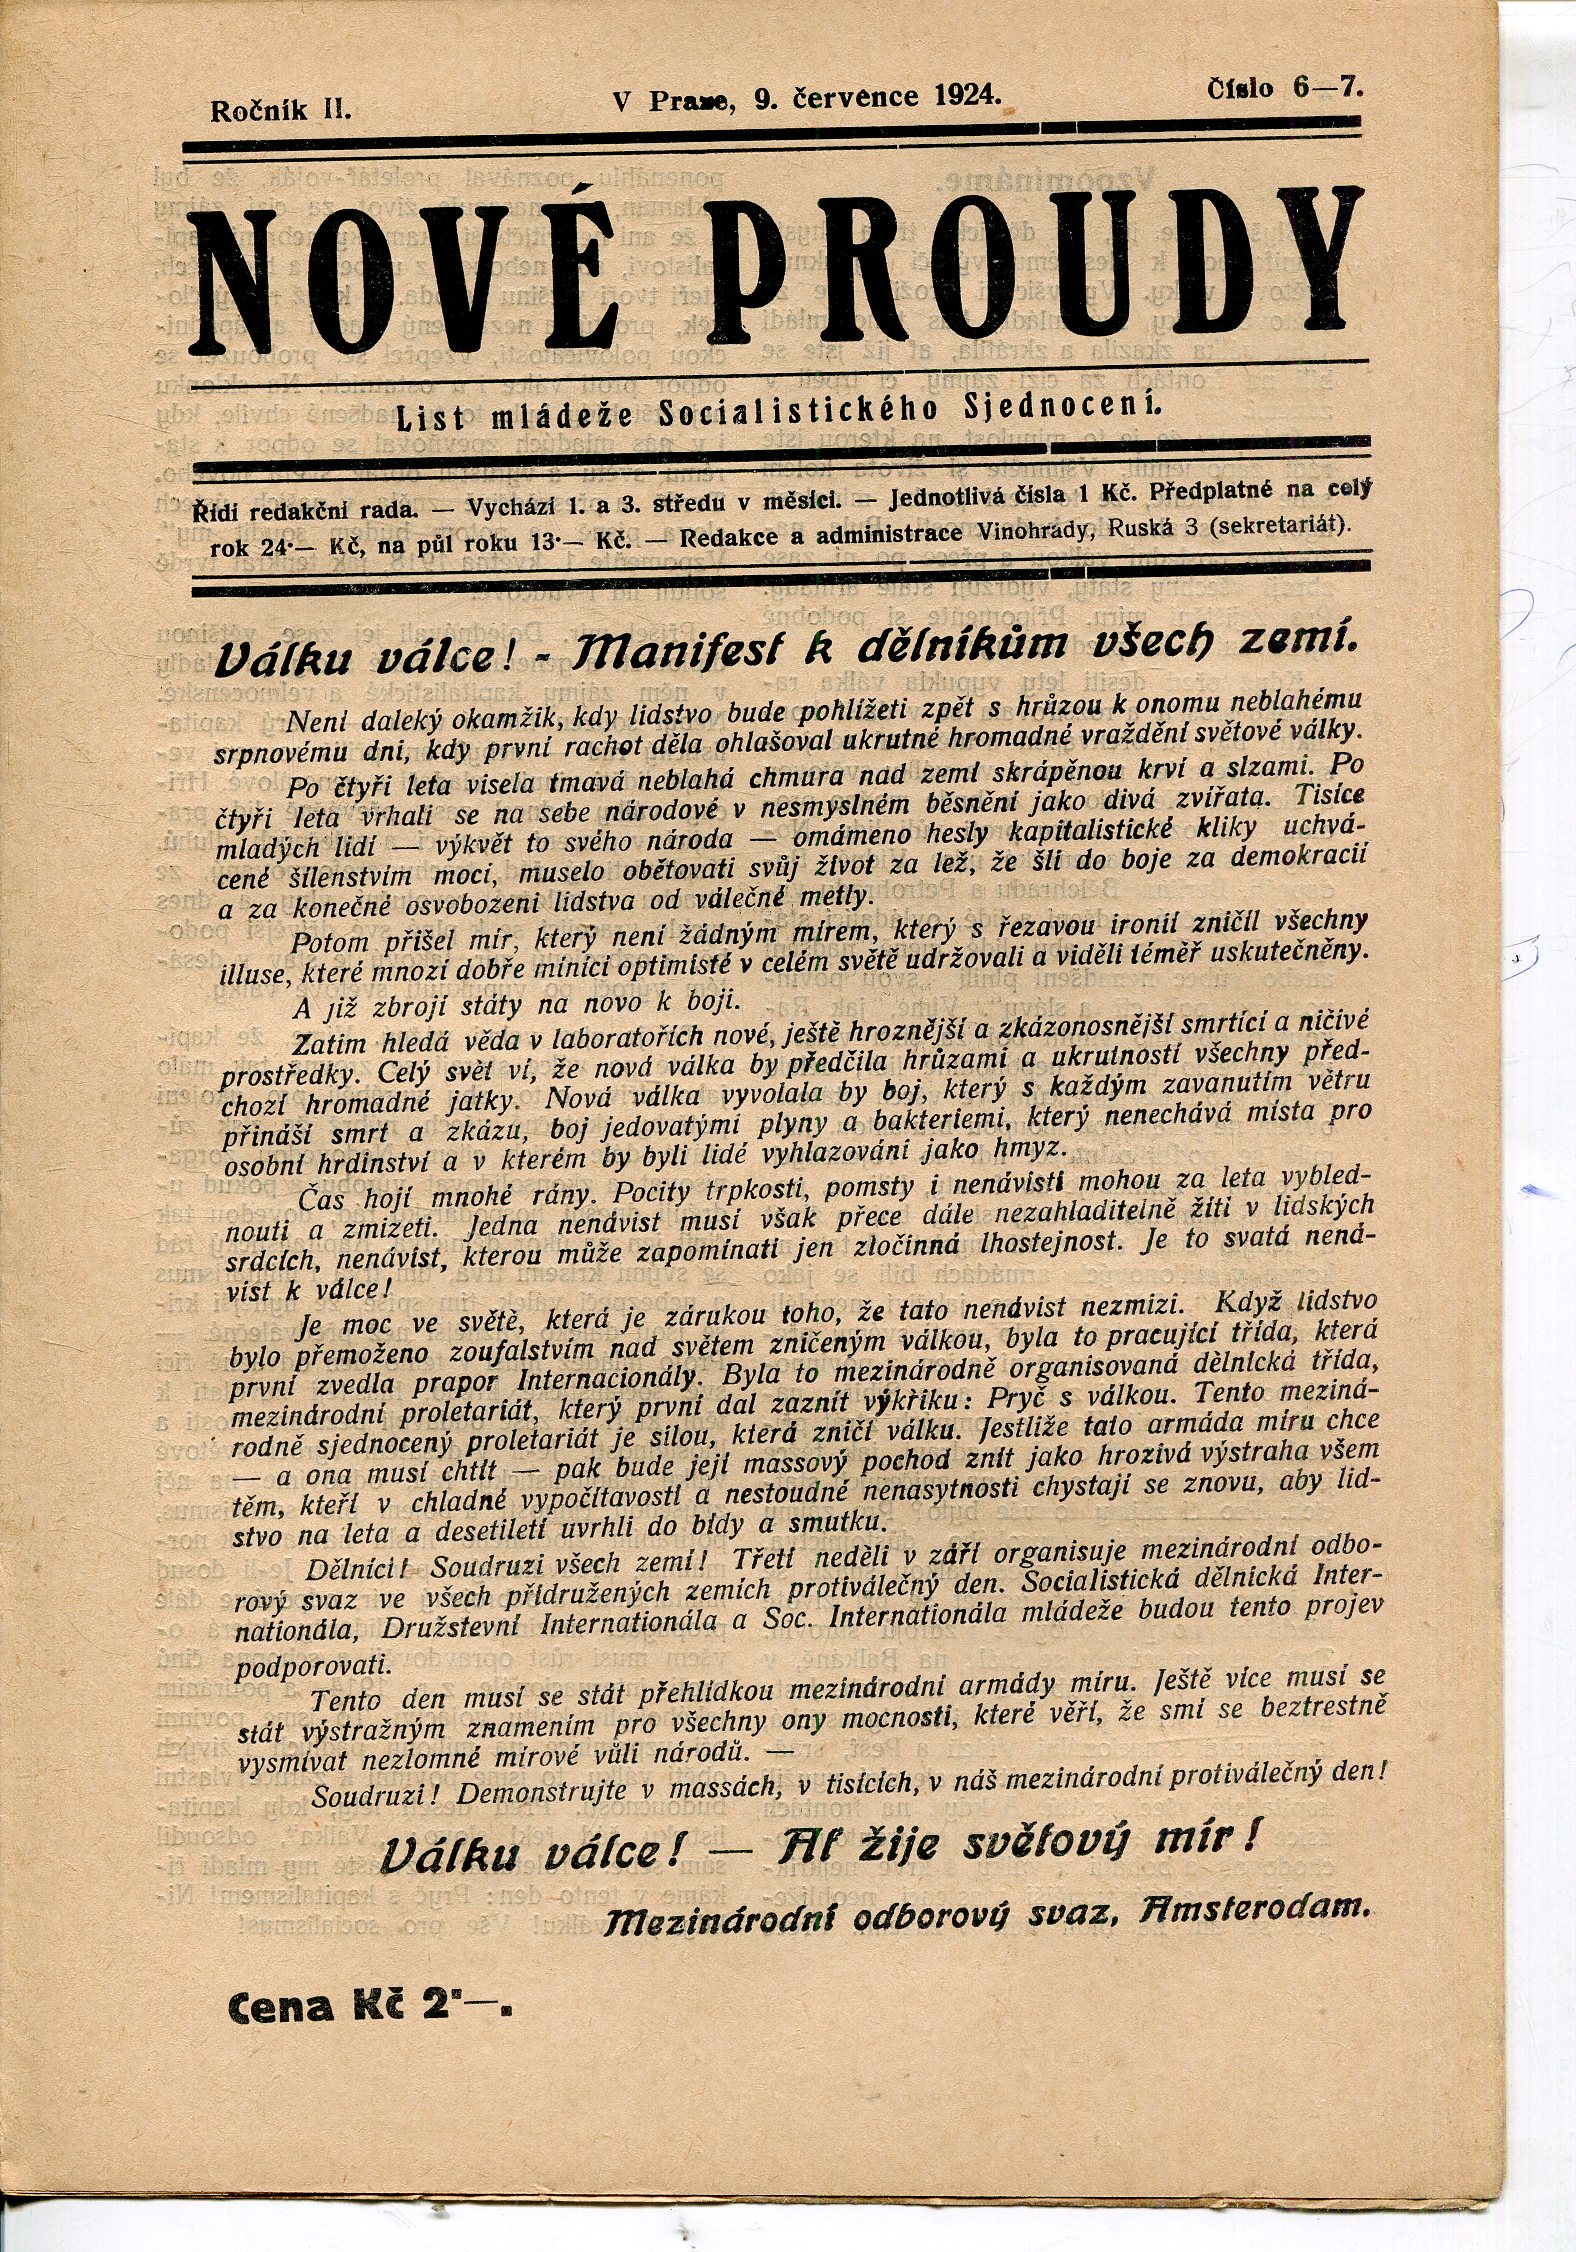 Ročník II.
V Praze, 9. července 1924.
Číslo 6—7.
NOVÉ PROUDY
List mládeže Socialistického Sjednocení.
Řídí redakční rada. — Vychází 1. a 3. středu v měsíci. — Jednotlivá čísla 1 Kč. Předplatné na celý
rok 24·— Kč, na půl roku 13·— Kč. — Redakce a administrace Vinohrady, Ruská 3 (sekretariát).
Válku válce! - Manifest k dělníkům všech zemí.
Není daleký okamžik, kdy lidstvo bude pohlížeti zpět s hrůzou k onomu neblahému
srpnovému dni, kdy první rachot děla ohlašoval ukrutné hromadné vraždění světové války.
Po čtyři leta visela tmavá neblahá chmura nad zemí skrápěnou krví a slzami. Po
čtyři leta vrhali se na sebe národové v nesmyslném běsnění jako divá zvířata. Tisíce
mladých lidí — výkvět to svého národa — omámeno hesly kapitalistické kliky uchvá-
cené šílenstvím moci, muselo obětovati svůj život za lež, že šli do boje za demokracii
a za konečné osvobození lidstva od válečné metly.
Potom přišel mír, který není žádným mírem, který s řezavou ironií zničil všechny
illuse, které mnozí dobře mínící optimisté v celém světě udržovali a viděli téměř uskutečněny.
A již zbrojí státy na novo k boji.
Zatím hledá věda v laboratořích nové, ještě hroznější a zkázonosnější smrtící a ničivé
prostředky. Celý svět ví, že nová válka by předčila hrůzami a ukrutností všechny před-
chozí hromadné jatky. Nová válka vyvolala by boj, který s každým zavanutím větru
přináší smrt a zkázu, boj jedovatými plyny a bakteriemi, který nenechává místa pro
osobní hrdinství a v kterém by byli lidé vyhlazováni jako hmyz.
Čas hojí mnohé rány. Pocity trpkosti, pomsty i nenávisti mohou za leta vybled-
nouti a zmizeti. Jedna nenávist musí však přece dále nezahladitelně žíti v lidských
srdcích, nenávist, kterou může zapomínati jen zločinná lhostejnost. Je to svatá nená-
vist k válce!
Je moc ve světě, která je zárukou toho, že tato nenávist nezmizí. Když lidstvo
bylo přemoženo zoufalstvím nad světem zničeným válkou, byla to pracující třída, která
první zvedla prapor Internacionály. Byla to mezinárodně organisovaná dělnická třída,
mezinárodní proletariát, který první dal zaznít výkřiku: Pryč s válkou. Tento meziná-
rodně sjednocený proletariát je silou, která zničí válku. Jestliže tato armáda míru chce
— a ona musí chtít — pak bude její massový pochod znít jako hrozivá výstraha všem
těm, kteří v chladné vypočítavosti a nestoudné nenasytnosti chystají se znovu, aby lid-
stvo na leta a desetiletí uvrhli do bídy a smutku.
Dělníci! Soudruzi všech zemí! Třetí neděli v září organisuje mezinárodní odbo-
rový svaz ve všech přidružených zemích protiválečný den. Socialistická dělnická Inter-
nationála, Družstevní Internationála a Soc. Internationála mládeže budou tento projev
podporovati.
Tento den musí se stát přehlídkou mezinárodní armády míru. Ještě více musí se
stát výstražným znamením pro všechny ony mocnosti, které věří, že smí se beztrestně
vysmívat nezlomné mírové vůli národů. —
Soudruzi! Demonstrujte v massách, v tisících, v náš mezinárodní protiválečný den!
Válku válce! — Ať žije světový mír!
Mezinárodní odborový svaz, Amsterodam.
Cena Kč 2·—.